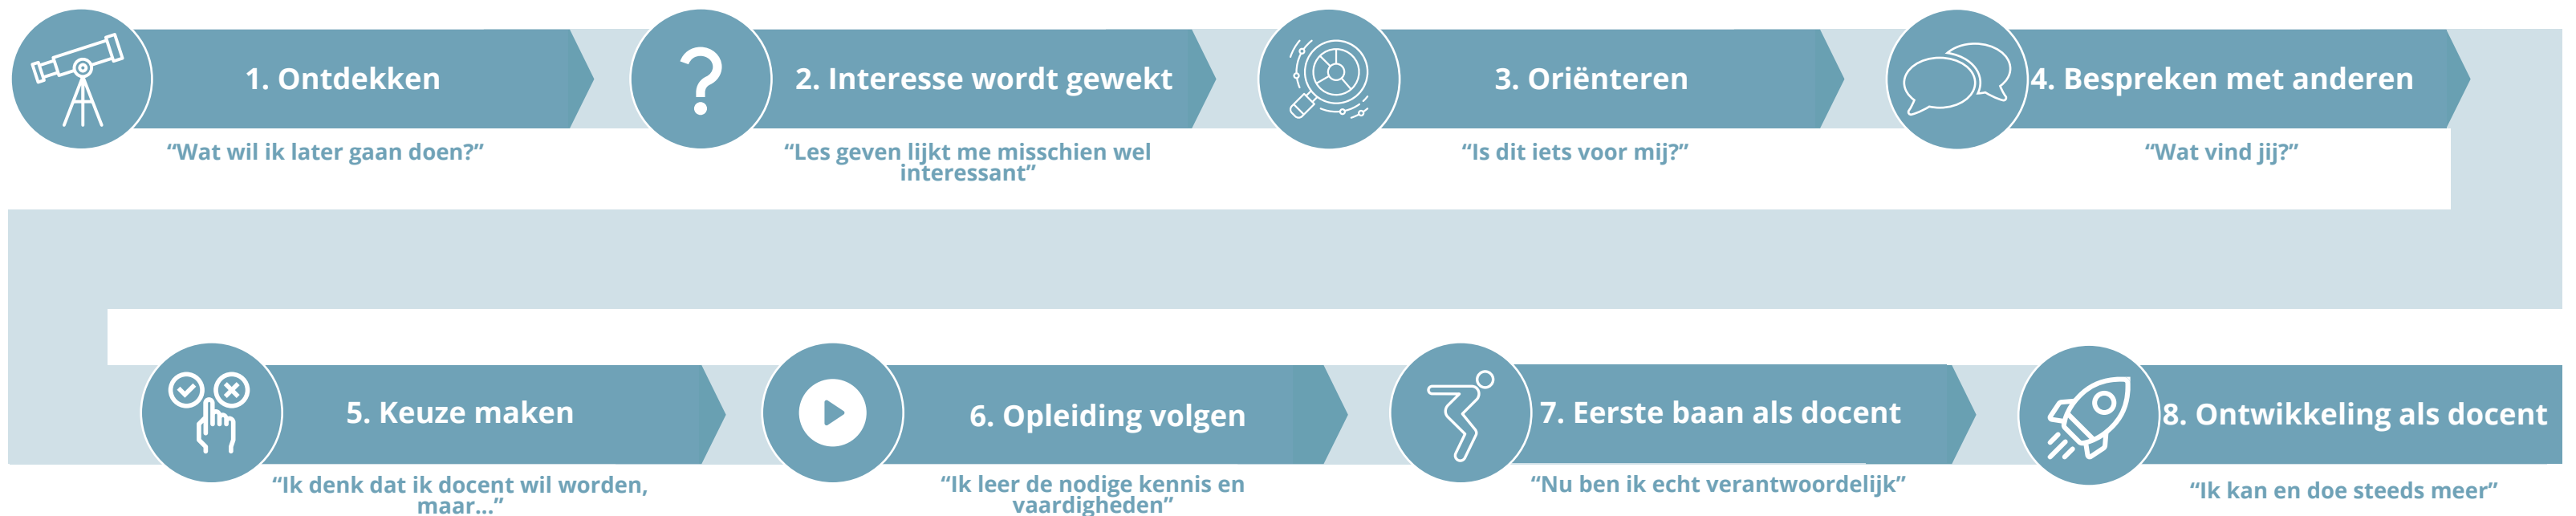 1. Ontdekken
“Wat wil ik later gaan doen?”
2. Interesse wordt gewekt
“Les geven lijkt me misschien wel
interessant”
3. Oriënteren
“Is dit iets voor mij?”
4. Bespreken met anderen
“Wat vind jij?”
5. Keuze maken
“Ik denk dat ik docent wil worden,
maar...”
6. Opleiding volgen
“Ik leer de nodige kennis en
vaardigheden”
7. Eerste baan als docent
“Nu ben ik echt verantwoordelijk”
8. Ontwikkeling als docent
“Ik kan en doe steeds meer”